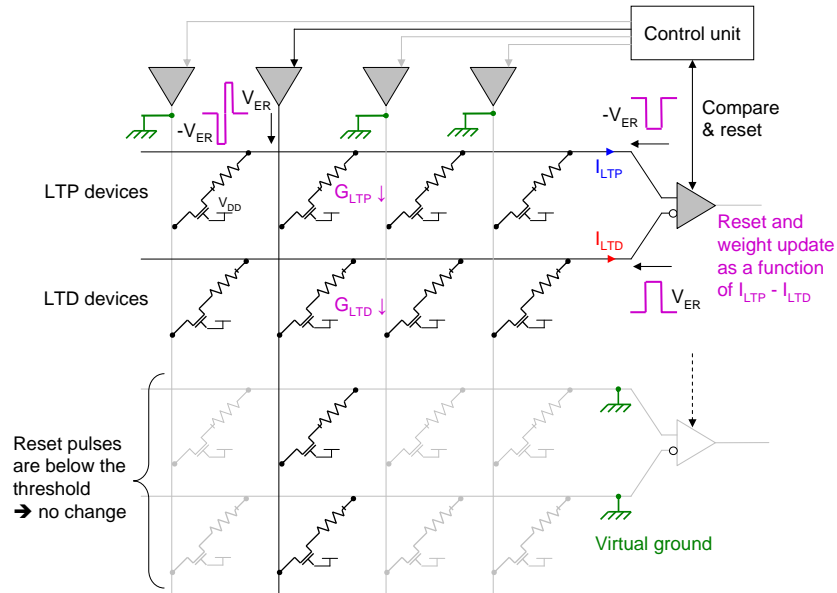 Control unit
V_ER
-V_ER
-V_ER
Compare
& reset
LTP devices
V_DD
G_LTP ↓
I_LTP
Reset and
weight update
as a function
of I_LTP - I_LTD
I_LTD
LTD devices
G_LTD ↓
V_ER
Reset pulses
are below the
threshold
➔ no change
Virtual ground